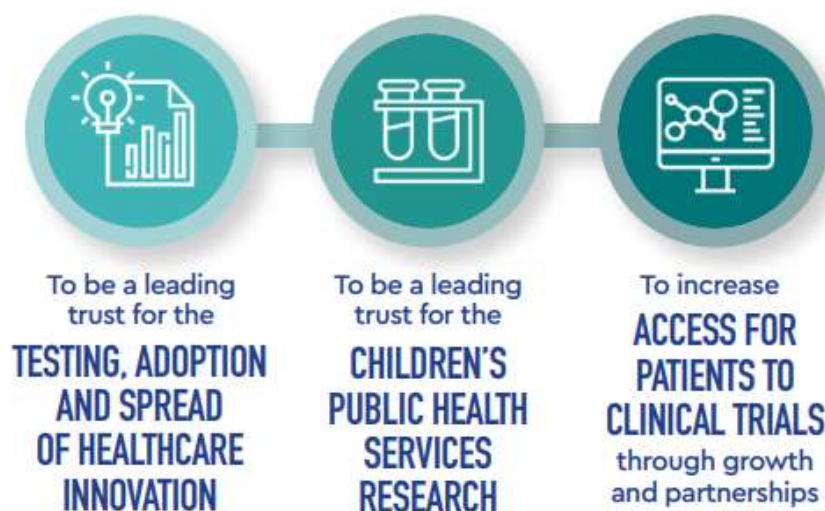 To be a leading
trust for the
TESTING, ADOPTION
AND SPREAD
OF HEALTHCARE
INNOVATION
To be a leading
trust for the
CHILDREN'S
PUBLIC HEALTH
SERVICES
RESEARCH
To increase
ACCESS FOR
PATIENTS TO
CLINICAL TRIALS
through growth
and partnerships